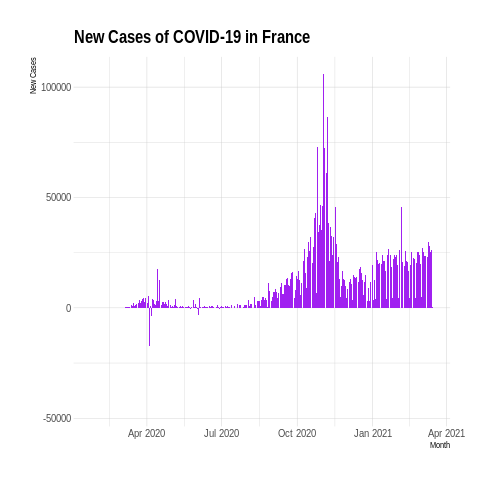 New Cases of COVID-19 in France
New Cases
100000
50000
0
-50000
Apr 2020
Jul 2020
Oct 2020
Jan 2021
Apr 2021
Month